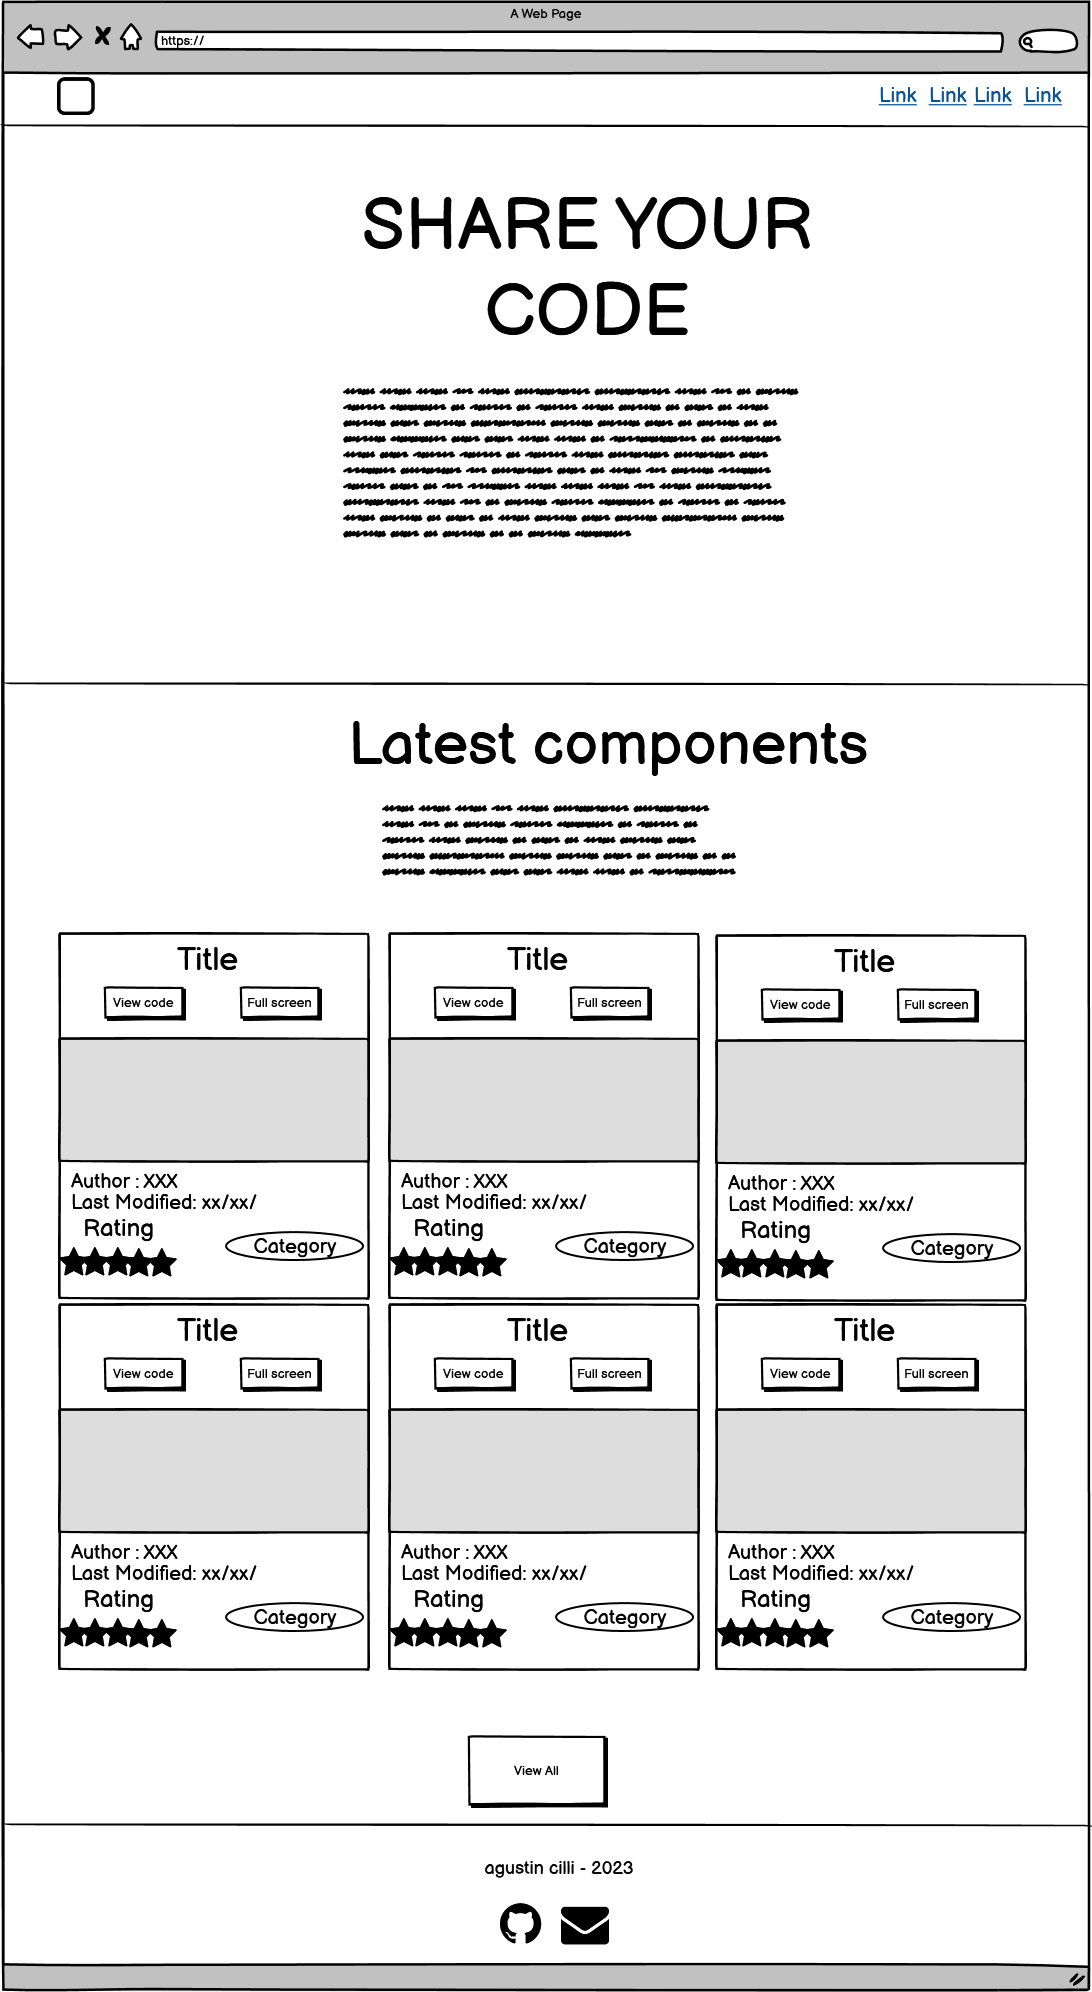 A Web Page
https://
Link Link Link Link
SHARE YOUR
CODE
Latest components
Title Title Title
View code Full screen View code Full screen View code Full screen
Author : XXX Author : XXX Author : XXX
Last Modified: xx/xx/ Last Modified: xx/xx/ Last Modified: xx/xx/
Rating Rating Rating
Category Category Category
Title Title Title
View code Full screen View code Full screen View code Full screen
Author : XXX Author : XXX Author : XXX
Last Modified: xx/xx/ Last Modified: xx/xx/ Last Modified: xx/xx/
Rating Rating Rating
Category Category Category
View All
agustin cilli - 2023